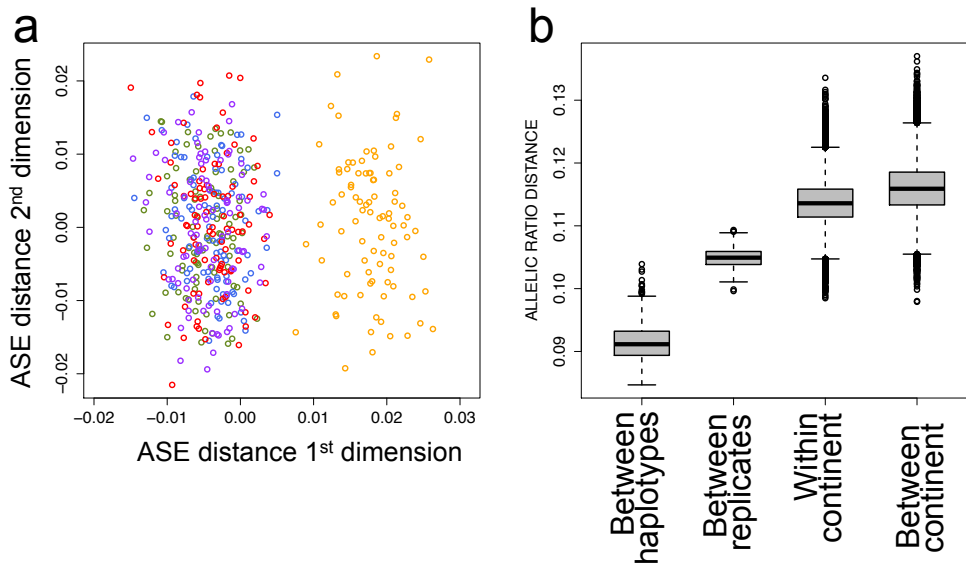 a
ASE distance 2nd dimension
0.02
0.01
0.00
−0.01
−0.02
−0.02
−0.01
0.00
0.01
0.02
0.03
ASE distance 1st dimension
b
ALLELIC RATIO DISTANCE
0.13
0.12
0.11
0.10
0.09
Between
haplotypes
Between
replicates
Within
continent
Between
continent